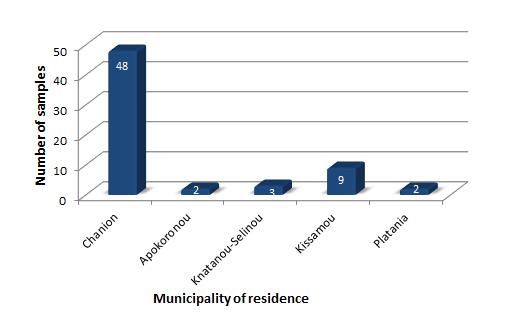 50
40
30
20
10
0
Number of samples
48
2
3
9
2
Chanion
Apokoronou
Knatanou-Selinou
Kissamou
Platania
Municipality of residence